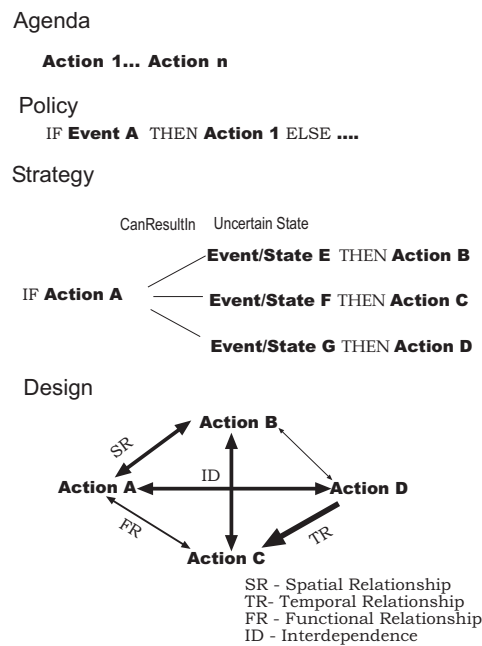 Agenda
Action 1... Action n
Policy
IF Event A THEN Action 1 ELSE ....
Strategy
CanResultIn Uncertain State
Event/State E THEN Action B
IF Action A
Event/State F THEN Action C
Event/State G THEN Action D
Design
Action B
SR
ID
Action A
Action D
FR
TR
Action C
SR - Spatial Relationship
TR- Temporal Relationship
FR - Functional Relationship
ID - Interdependence